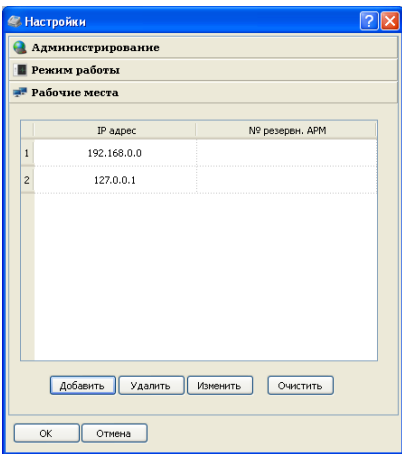 Настройки
Администрирование
Режим работы
Рабочие места
IP адрес № резервн. АРМ
1 192.168.0.0
2 127.0.0.1
Добавить Удалить Изменить Очистить
OK Отмена